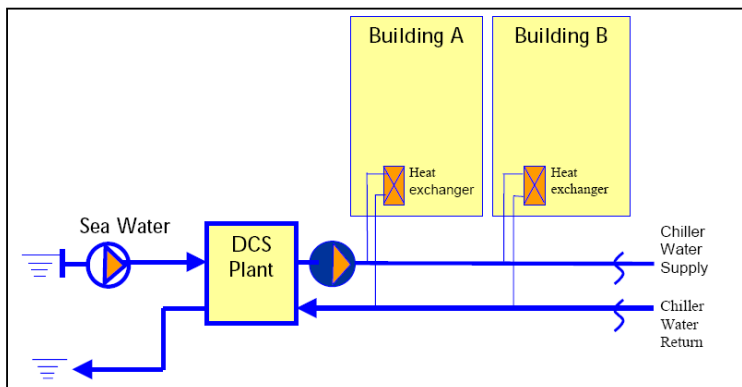 Building A
Building B
Heat
exchanger
Heat
exchanger
Sea Water
DCS
Plant
Chiller
Water
Supply
Chiller
Water
Return